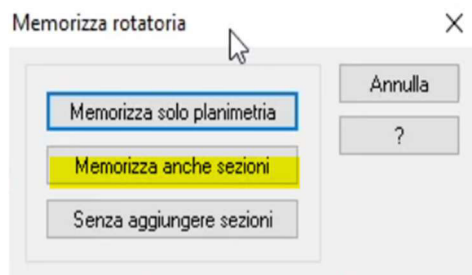 Memorizza rotatoria
Annulla
Memorizza solo planimetria
?
Memorizza anche sezioni
Senza aggiungere sezioni